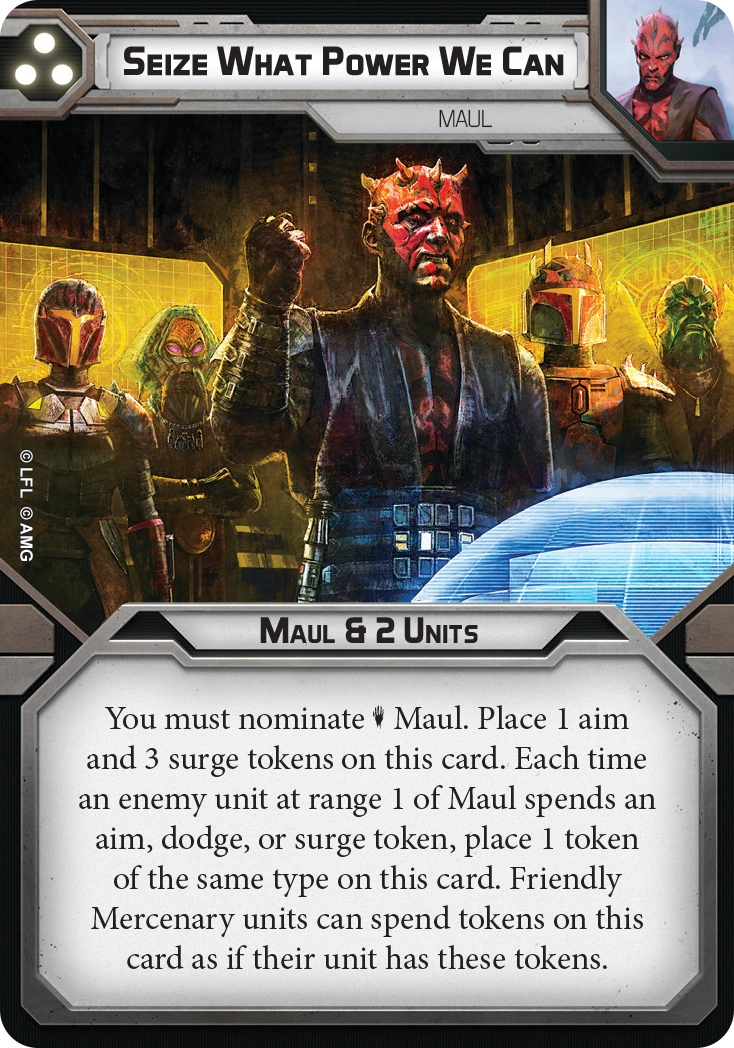 Seize What Power We Can
MAUL
©LFL ©AMG
Maul & 2 Units
You must nominate Maul. Place 1 aim
and 3 surge tokens on this card. Each time
an enemy unit at range 1 of Maul spends an
aim, dodge, or surge token, place 1 token
of the same type on this card. Friendly
Mercenary units can spend tokens on this
card as if their unit has these tokens.